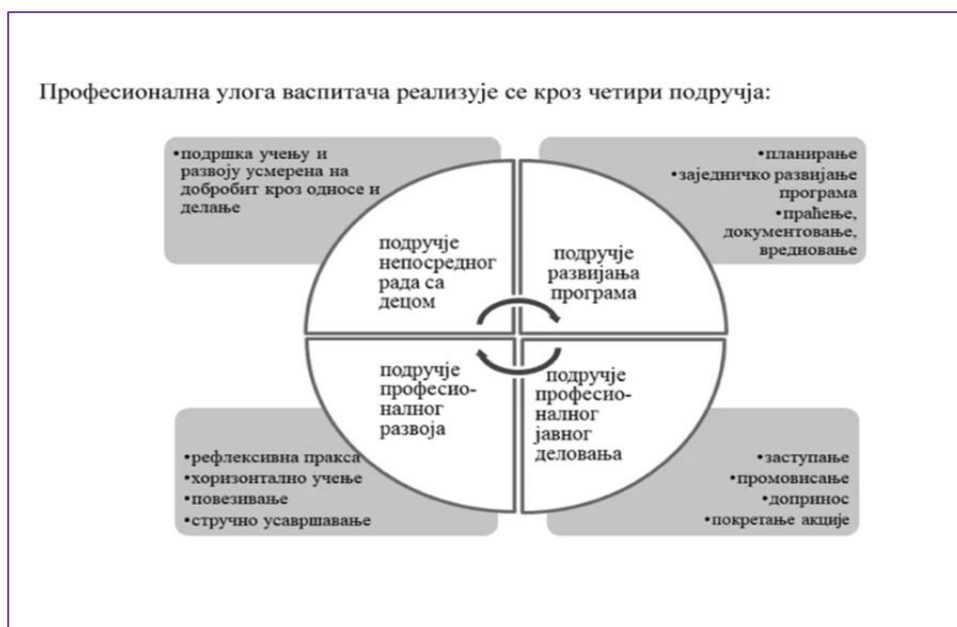 Професионална улога васпитача реализује се кроз четири подручја:
•подршка учењу и
развоју усмерена на
добробит кроз односе и
делање
•планирање
•заједничко развијање
програма
•праћење,
документовање,
вредновање
подручје
непосредног
рада са
децом
подручје
развијања
програма
подручје
професио-
налног
развоја
подручје
професио-
налног
јавног
деловања
•рефлексивна пракса
•хоризонтално учење
•повезивање
•стручно усавршавање
•заступање
•промовисање
•допринос
•покретање акције